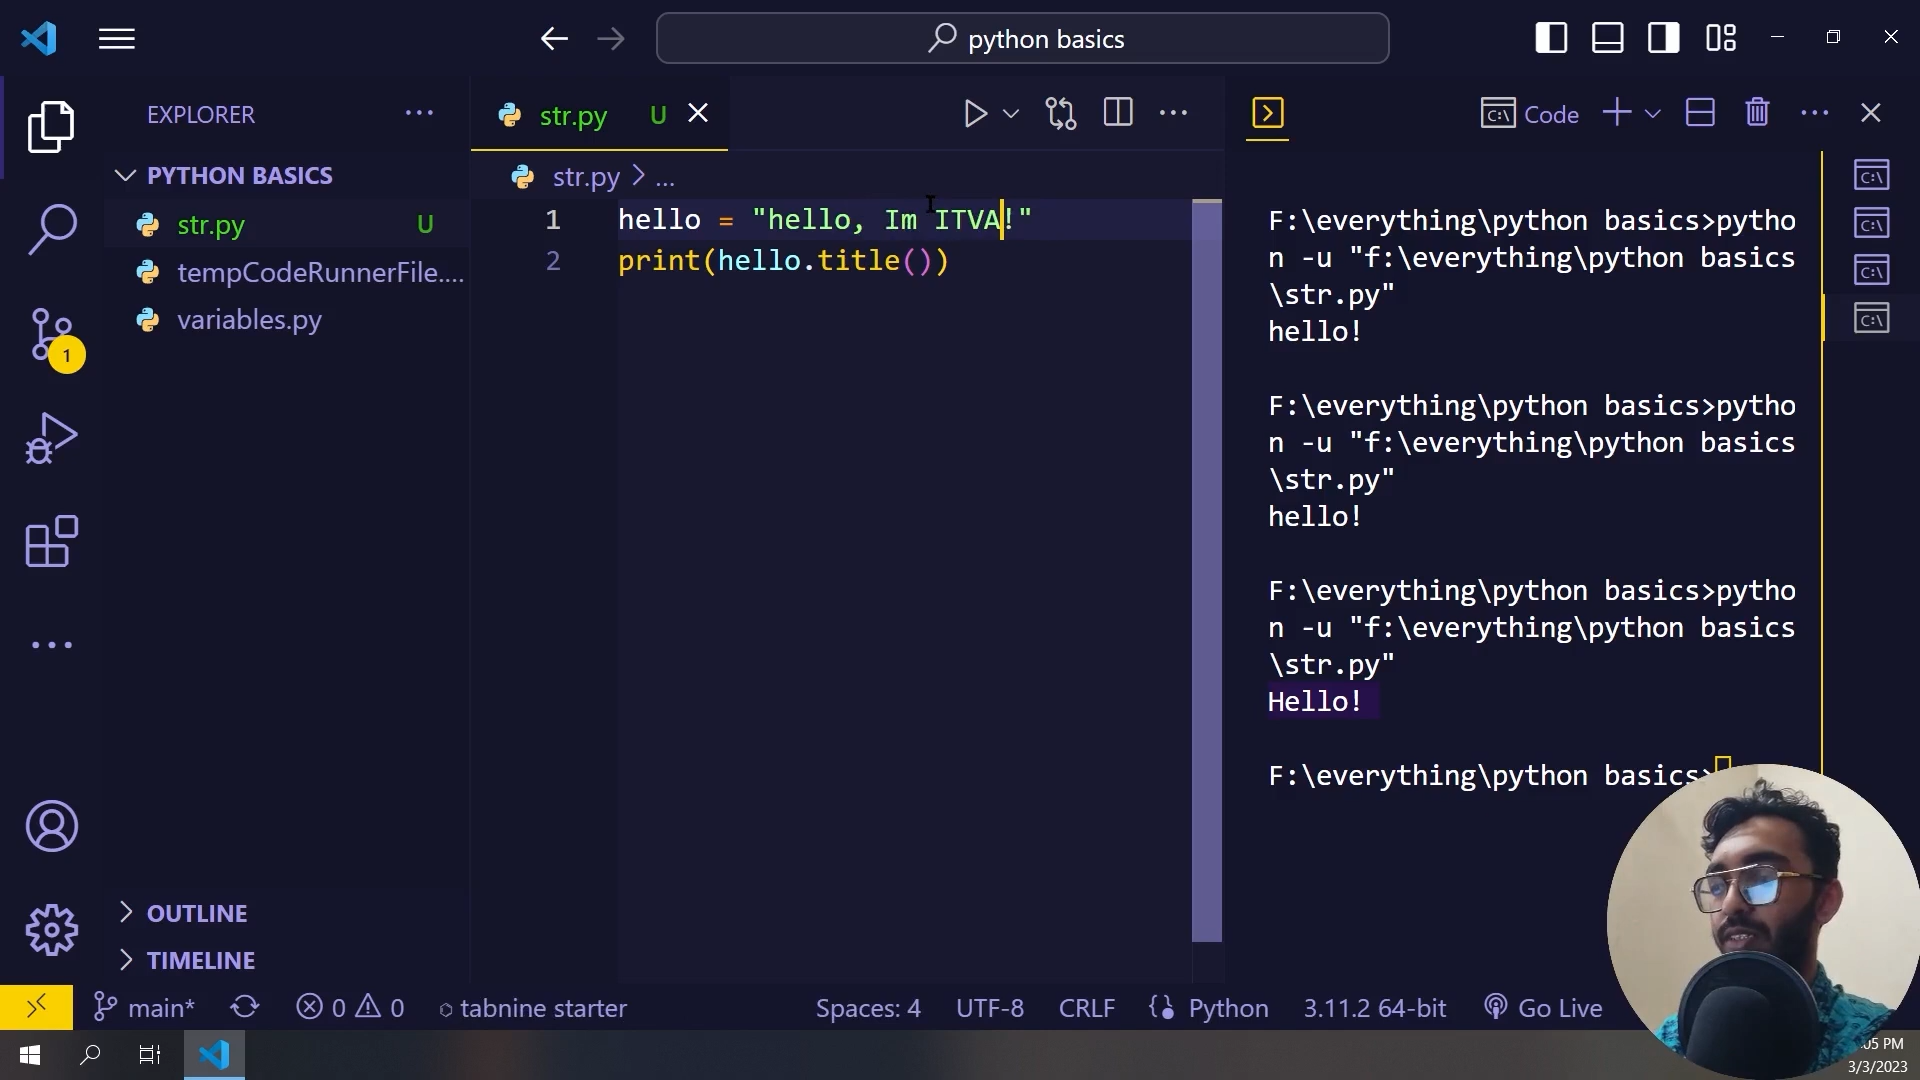 python basics
EXPLORER
PYTHON BASICS
str.py U
tempCodeRunnerFile....
variables.py
1
OUTLINE
TIMELINE
str.py U
str.py > ...
1 hello = "hello, Im ITVA!"
2 print(hello.title())
Code
F:\everything\python basics>pytho
n -u "f:\everything\python basics
\str.py"
hello!
F:\everything\python basics>pytho
n -u "f:\everything\python basics
\str.py"
hello!
F:\everything\python basics>pytho
n -u "f:\everything\python basics
\str.py"
Hello!
F:\everything\python basics>
main* 0 0 tabnine starter Spaces: 4 UTF-8 CRLF Python 3.11.2 64-bit Go Live
:05 PM
3/3/2023